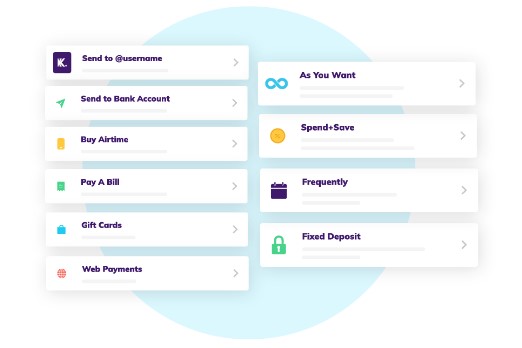 K.
Send to @username
Send to Bank Account
Buy Airtime
Pay A Bill
Gift Cards
Web Payments
As You Want
Spend+Save
Frequently
Fixed Deposit